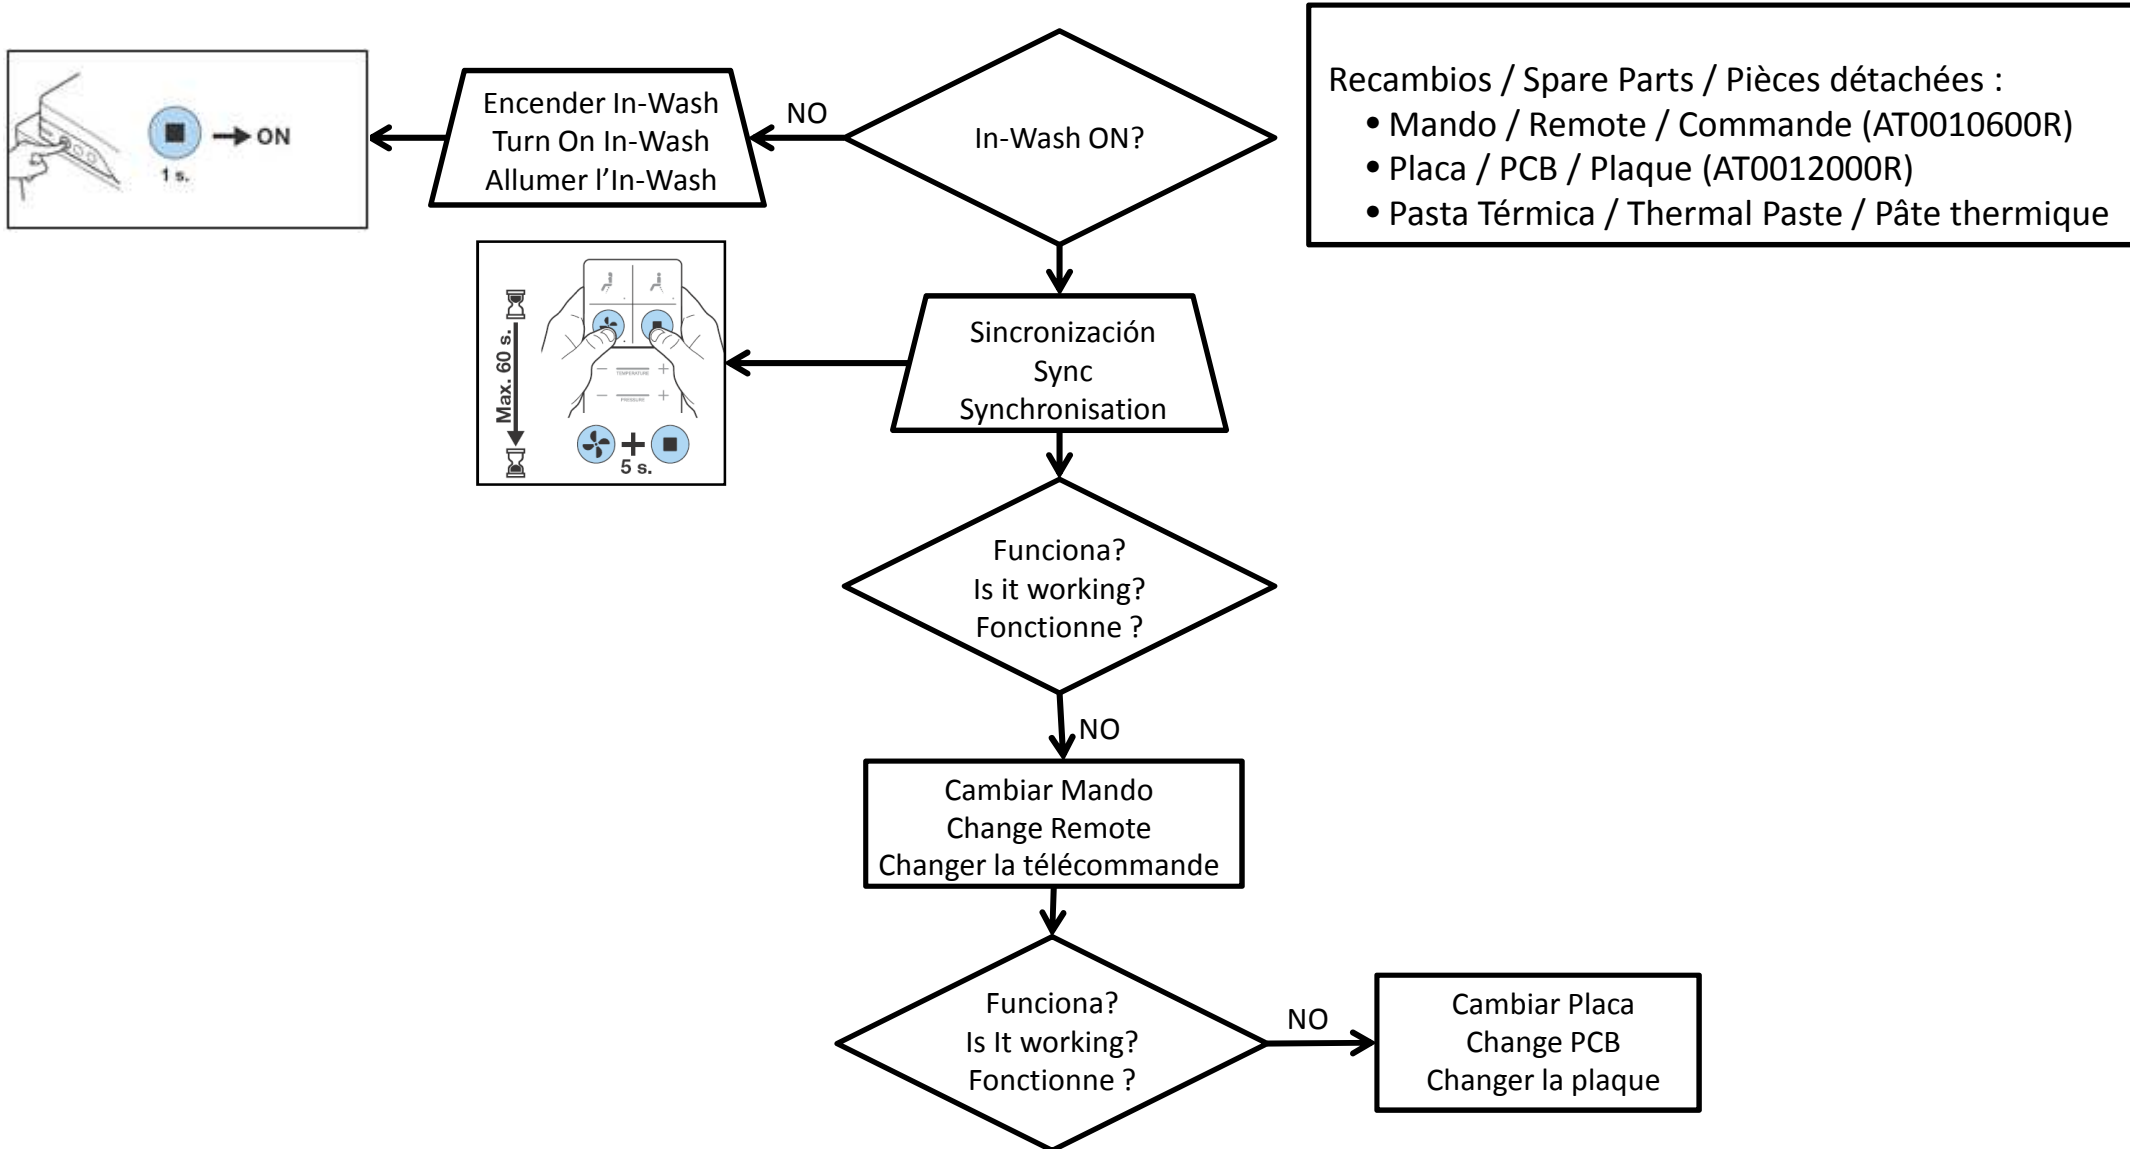 In-Wash ON?
NO
Encender In-Wash
Turn On In-Wash
Allumer l’In-Wash
ON
1 s.
Recambios / Spare Parts / Pièces détachées :
• Mando / Remote / Commande (AT0010600R)
• Placa / PCB / Plaque (AT0012000R)
• Pasta Térmica / Thermal Paste / Pâte thermique
Sincronización
Sync
Synchronisation
Max. 60 s.
− TEMPERATURE +
− PRESSURE +
+
5 s.
Funciona?
Is it working?
Fonctionne ?
NO
Cambiar Mando
Change Remote
Changer la télécommande
Funciona?
Is It working?
Fonctionne ?
NO
Cambiar Placa
Change PCB
Changer la plaque